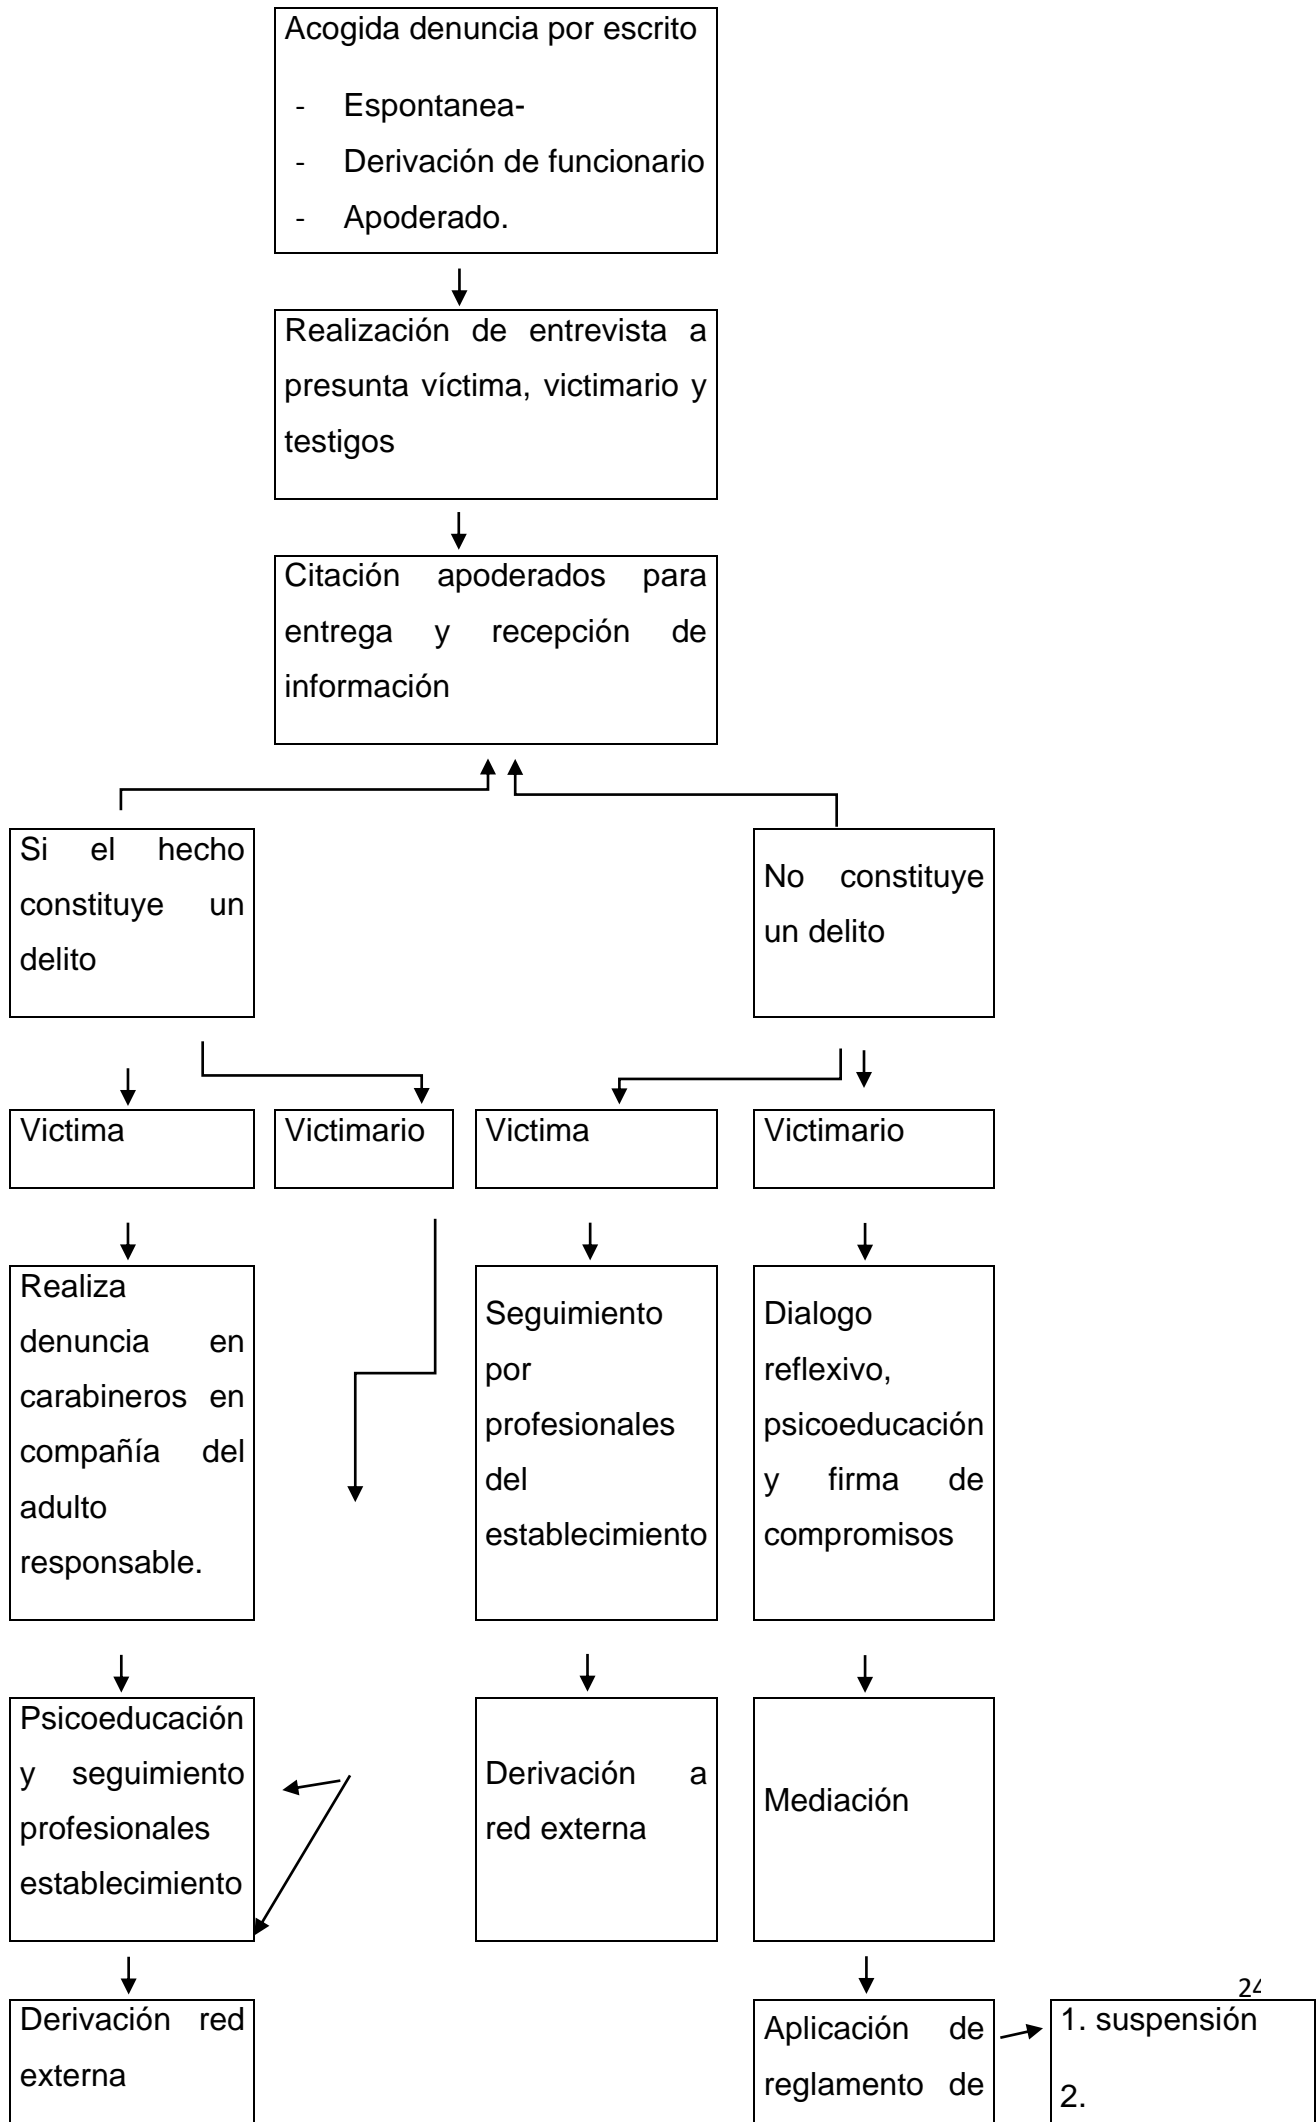 Acogida denuncia por escrito
- Espontanea-
- Derivación de funcionario
- Apoderado.
Realización de entrevista a
presunta víctima, victimario y
testigos
Citación apoderados para
entrega y recepción de
información
Si el hecho
constituye un
delito
No constituye
un delito
Victima
Victimario
Victima
Victimario
Realiza
denuncia en
carabineros en
compañía del
adulto
responsable.
Seguimiento
por
profesionales
del
establecimiento
Dialogo
reflexivo,
psicoeducación
y firma de
compromisos
Psicoeducación
y seguimiento
profesionales
establecimiento
Derivación a
red externa
Mediación
24
Derivación red
externa
Aplicación de
reglamento de
1. suspensión
2.